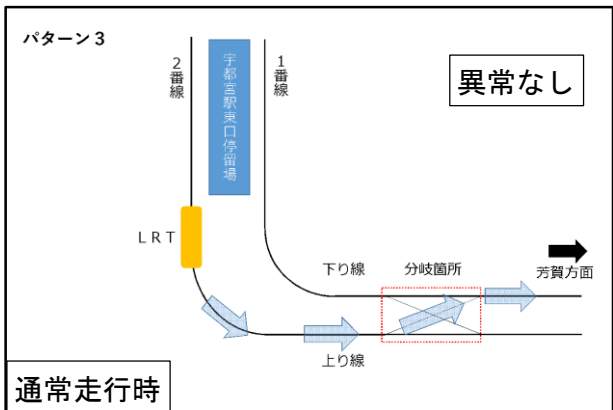 パターン３
異常なし
２番線
宇都宮駅東口停留場
１番線
ＬＲＴ
下り線
分岐箇所
芳賀方面
上り線
通常走行時